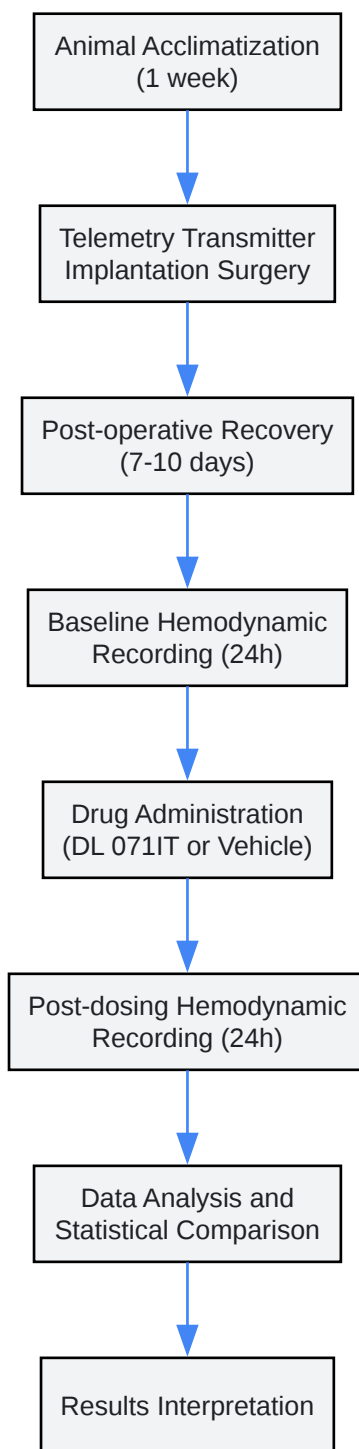 Animal Acclimatization
(1 week)
Telemetry Transmitter
Implantation Surgery
Post-operative Recovery
(7-10 days)
Baseline Hemodynamic
Recording (24h)
Drug Administration
(DL 071IT or Vehicle)
Post-dosing Hemodynamic
Recording (24h)
Data Analysis and
Statistical Comparison
Results Interpretation